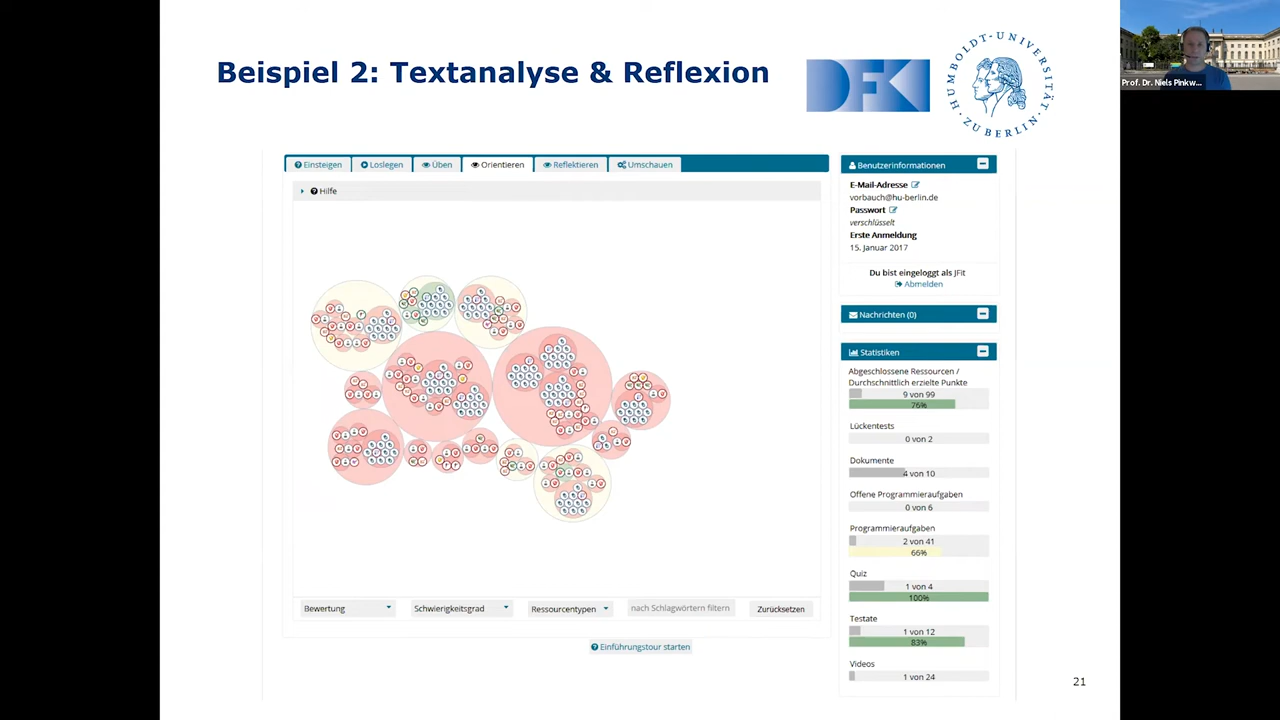 Beispiel 2: Textanalyse & Reflexion
DFK
HUMBOLDT-UNIVERSITÄT ZU BERLIN
Prof. Dr. Niels Pinkw...
Einsteigen
Loslegen
Üben
Orientieren
Reflektieren
Umschauen
Hilfe
Bewertung
Schwierigkeitsgrad
Ressourcentypen
nach Schlagwörtern filtern
Zurücksetzen
Einführungstour starten
Benutzerinformationen
E-Mail-Adresse
vorbauch@hu-berlin.de
Passwort
verschlüsselt
Erste Anmeldung
15. Januar 2017
Du bist eingeloggt als JFit
Abmelden
Nachrichten (0)
Statistiken
Abgeschlossene Ressourcen /
Durchschnittlich erzielte Punkte
9 von 99
76%
Lückentests
0 von 2
Dokumente
4 von 10
Offene Programmieraufgaben
0 von 6
Programmieraufgaben
2 von 41
66%
Quiz
1 von 4
100%
Testate
1 von 12
83%
Videos
1 von 24
21